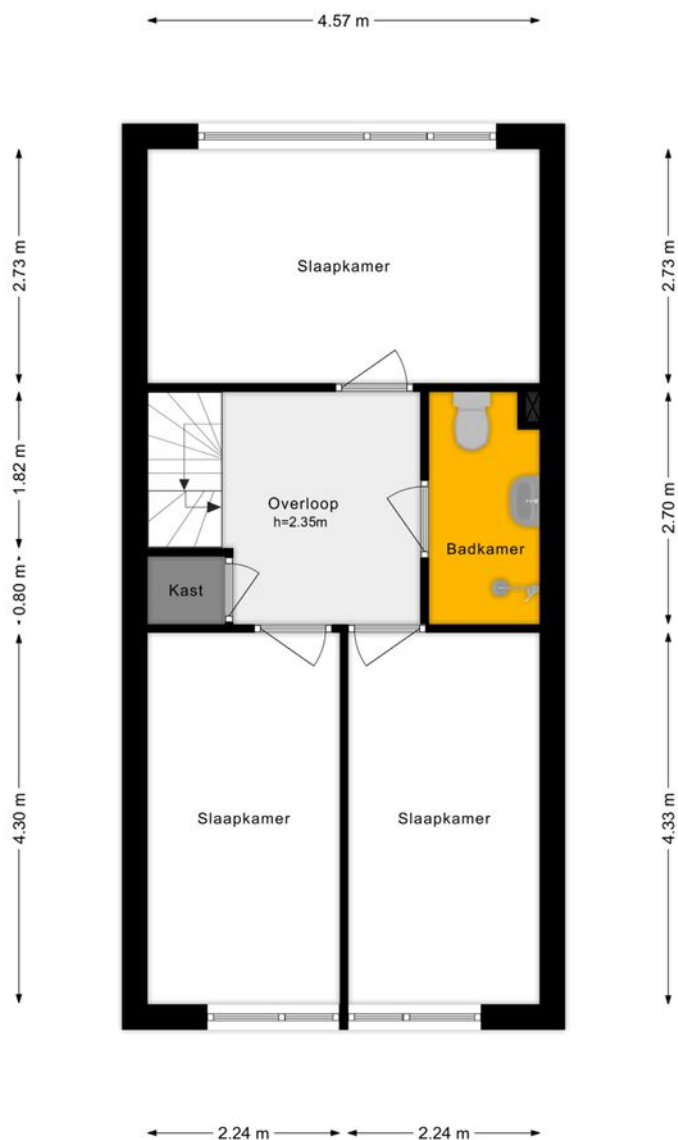 4.57 m
2.73 m
2.73 m
Slaapkamer
1.82 m
2.70 m
Overloop
h=2.35m
Badkamer
0.80 m
Kast
4.30 m
4.33 m
Slaapkamer
Slaapkamer
2.24 m
2.24 m